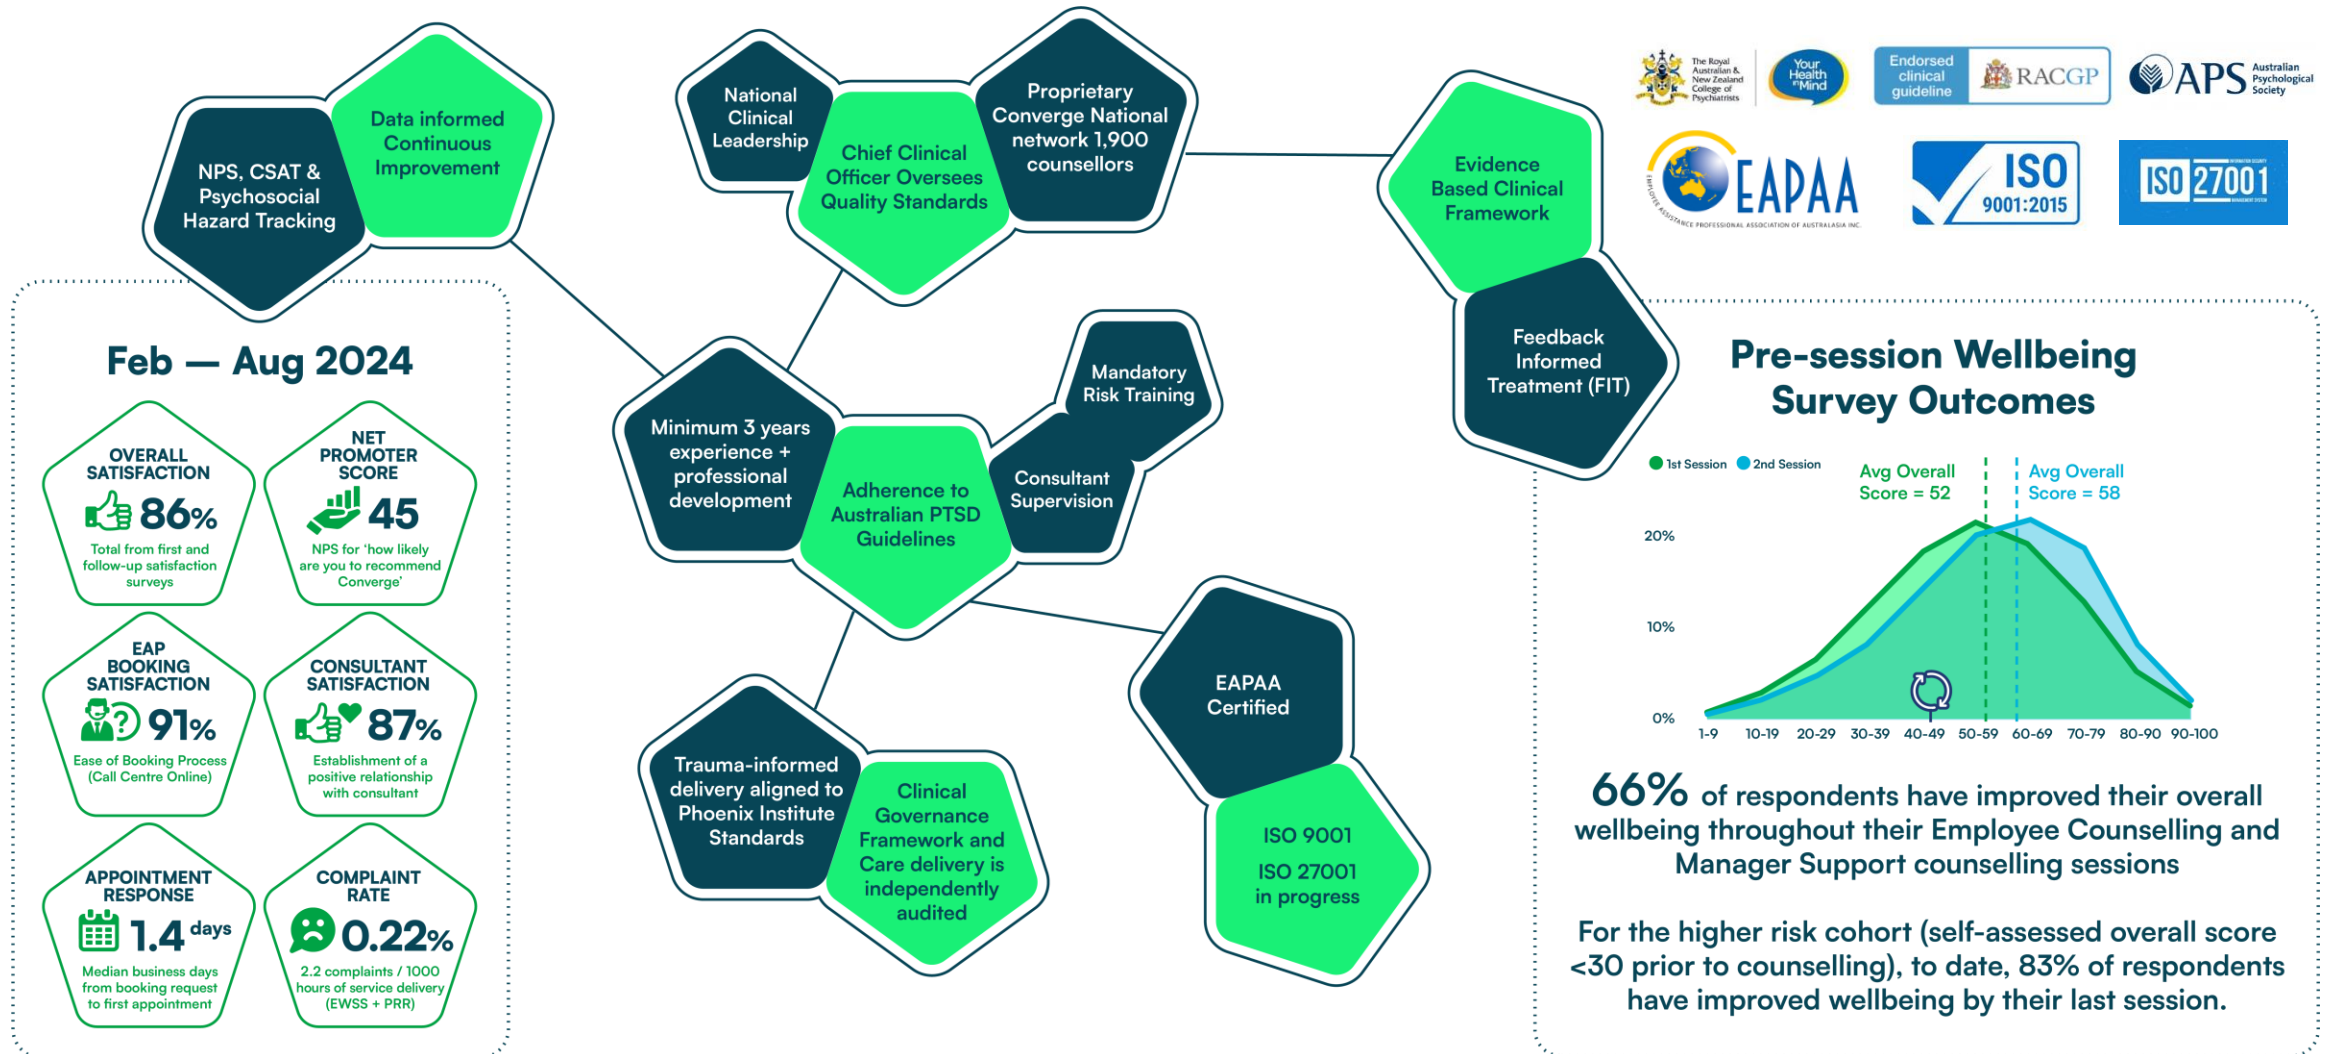 Data informed
Continuous
Improvement
NPS, CSAT &
Psychosocial
Hazard Tracking
National
Clinical
Leadership
Chief Clinical
Officer Oversees
Quality Standards
Proprietary
Converge National
network 1,900
counsellors
Evidence
Based Clinical
Framework
Feedback
Informed
Treatment (FIT)
The Royal
Australian &
New Zealand
College of
Psychiatrists
Your
Health
in Mind
Endorsed
clinical
guideline
RACGP
APS
Australian
Psychological
Society
EAPAA
EMPLOYEE ASSISTANCE PROFESSIONAL ASSOCIATION OF AUSTRALASIA INC.
ISO
9001:2015
INFORMATION SECURITY
ISO 27001
MANAGEMENT SYSTEM
Feb — Aug 2024
OVERALL
SATISFACTION
86%
Total from first and
follow-up satisfaction
surveys
NET
PROMOTER
SCORE
45
NPS for ‘how likely
are you to recommend
Converge’
EAP
BOOKING
SATISFACTION
91%
Ease of Booking Process
(Call Centre Online)
CONSULTANT
SATISFACTION
87%
Establishment of a
positive relationship
with consultant
APPOINTMENT
RESPONSE
1.4 days
Median business days
from booking request
to first appointment
COMPLAINT
RATE
0.22%
2.2 complaints / 1000
hours of service delivery
(EWSS + PRR)
Minimum 3 years
experience +
professional
development
Adherence to
Australian PTSD
Guidelines
Consultant
Supervision
Mandatory
Risk Training
Trauma-informed
delivery aligned to
Phoenix Institute
Standards
Clinical
Governance
Framework and
Care delivery is
independently
audited
EAPAA
Certified
ISO 9001
ISO 27001
in progress
Pre-session Wellbeing
Survey Outcomes
1st Session
2nd Session
Avg Overall
Score = 52
Avg Overall
Score = 58
20%
10%
0%
1-9 10-19 20-29 30-39 40-49 50-59 60-69 70-79 80-90 90-100
66% of respondents have improved their overall
wellbeing throughout their Employee Counselling and
Manager Support counselling sessions
For the higher risk cohort (self-assessed overall score
<30 prior to counselling), to date, 83% of respondents
have improved wellbeing by their last session.